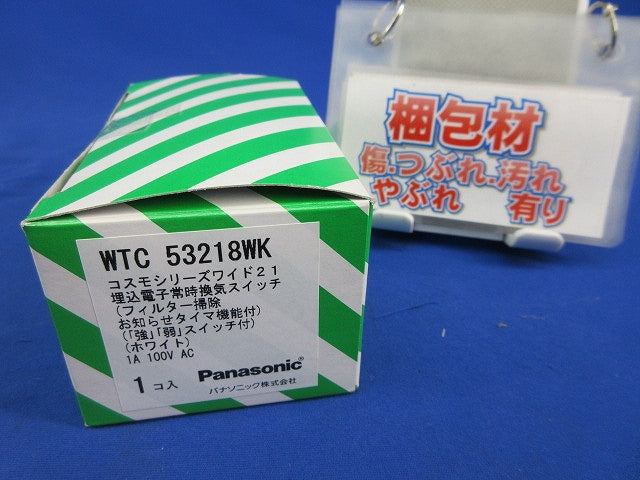 WTC 53218WK
コスモシリーズワイド21
埋込電子常時換気スイッチ
(フィルター掃除
お知らせタイマ機能付)
(「強」「弱」スイッチ付)
(ホワイト)
1A 100V AC
1コ入
Panasonic
パナソニック株式会社
梱包材
傷.つぶれ.汚れ
やぶれ 有り